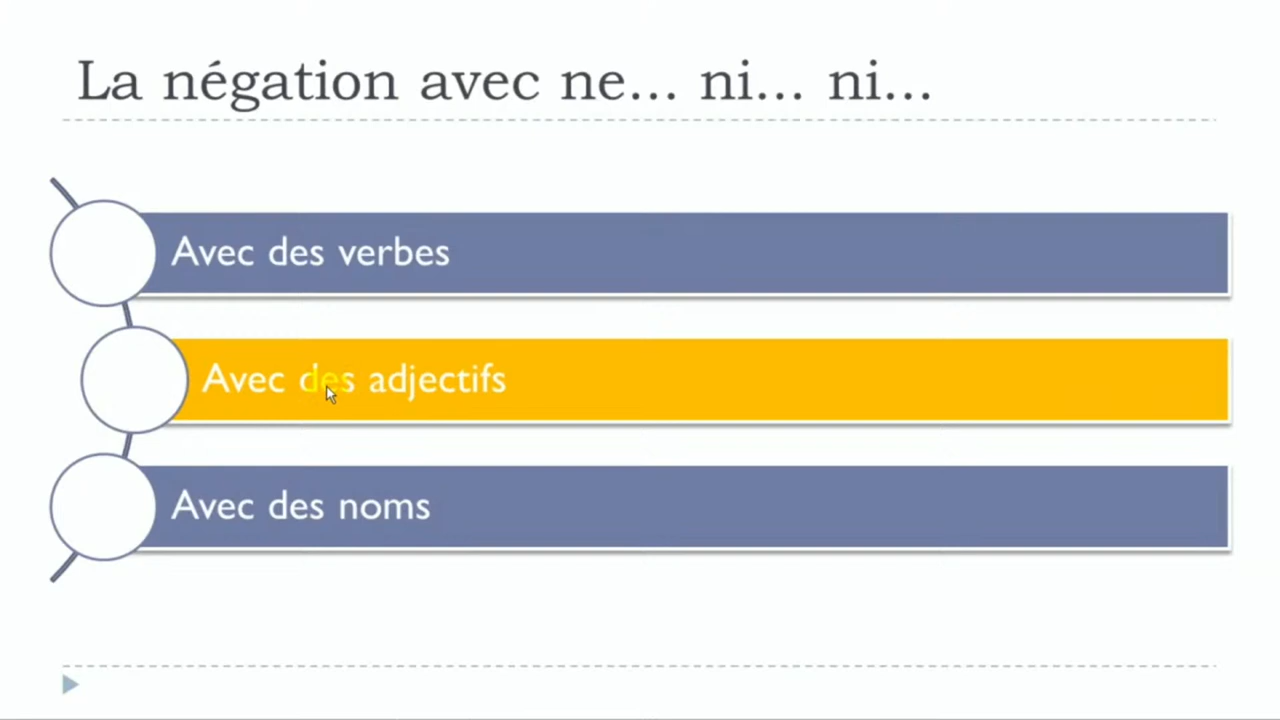 La négation avec ne... ni... ni...
Avec des verbes
Avec des adjectifs
Avec des noms